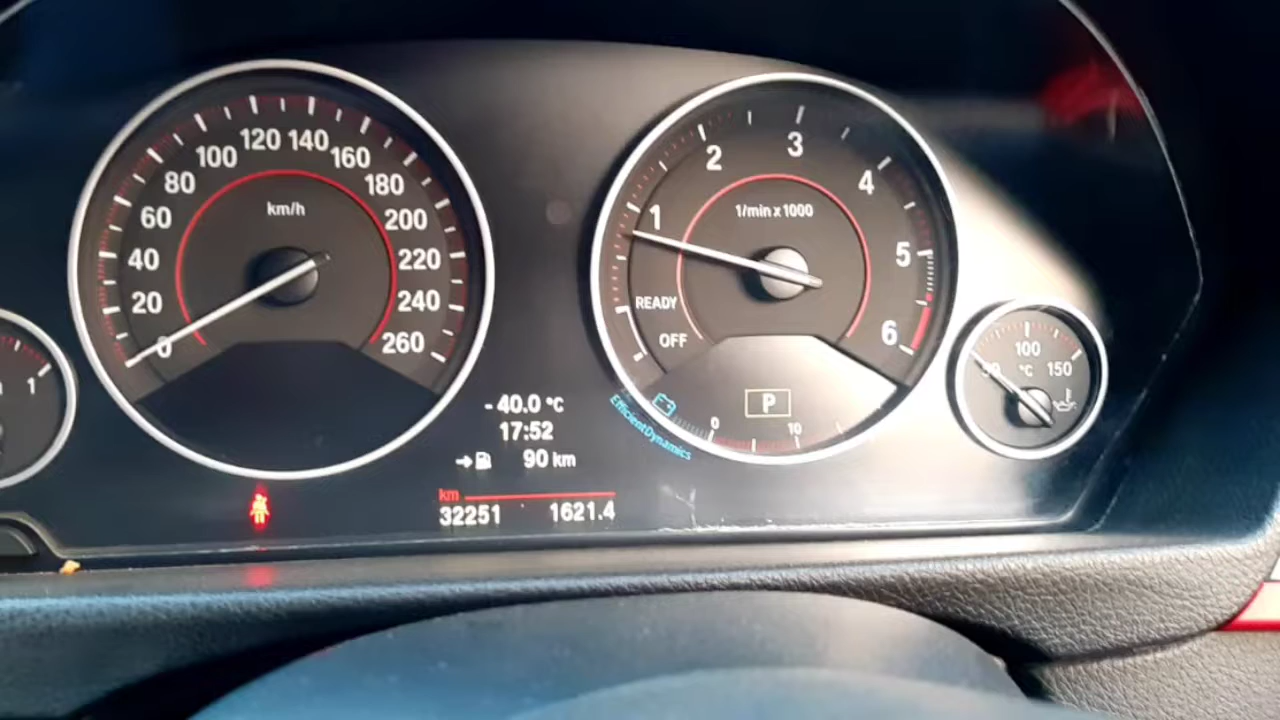 0
20
40
60
80
100
120
140
160
180
200
220
240
260
km/h
1
-40.0 °C
17:52
90 km
km
32251 1621.4
1
2
3
4
5
6
1/min x 1000
READY
OFF
P
0 10
EfficientDynamics
50
100
150
°C